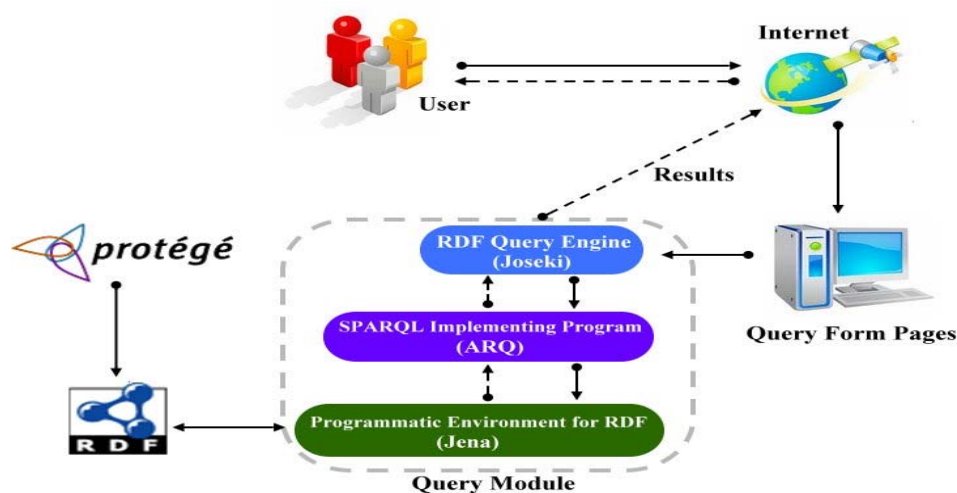 Internet
User
Results
protégé
RDF Query Engine
(Joseki)
SPARQL Implementing Program
(ARQ)
Query Form Pages
RDF
Programmatic Environment for RDF
(Jena)
Query Module